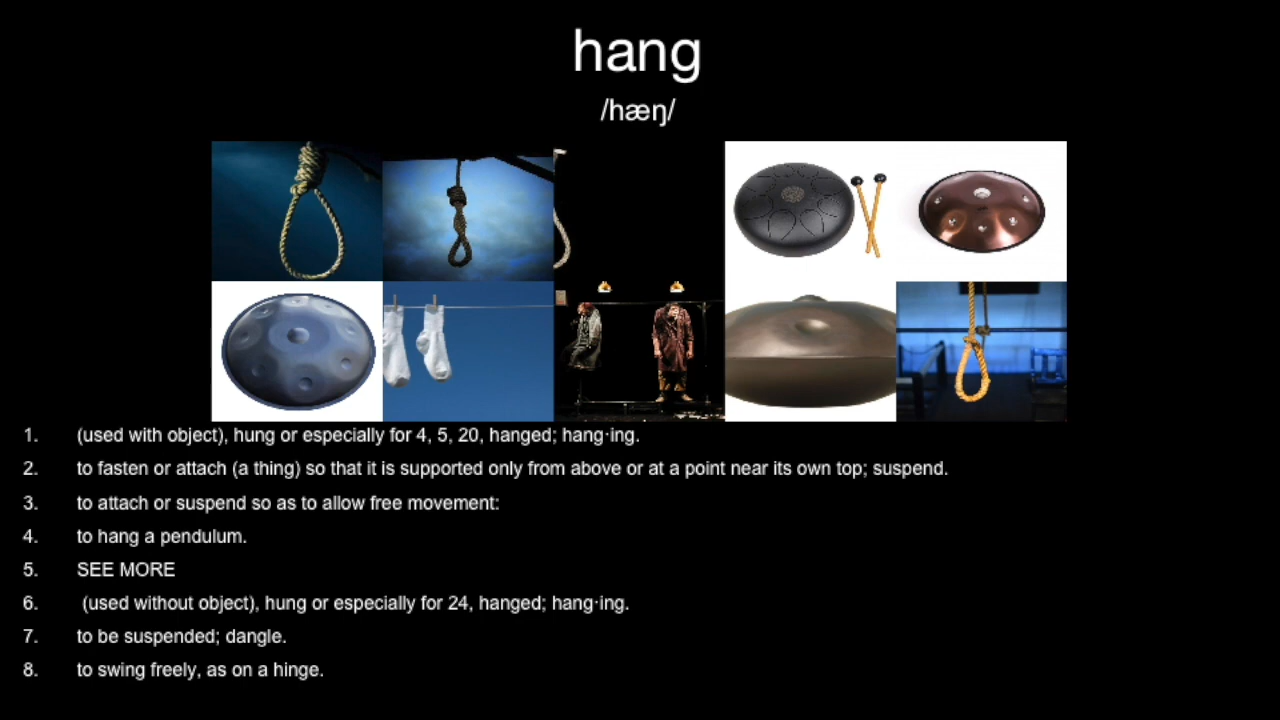 hang
/hæŋ/
1. (used with object), hung or especially for 4, 5, 20, hanged; hang·ing.
2. to fasten or attach (a thing) so that it is supported only from above or at a point near its own top; suspend.
3. to attach or suspend so as to allow free movement:
4. to hang a pendulum.
5. SEE MORE
6. (used without object), hung or especially for 24, hanged; hang·ing.
7. to be suspended; dangle.
8. to swing freely, as on a hinge.